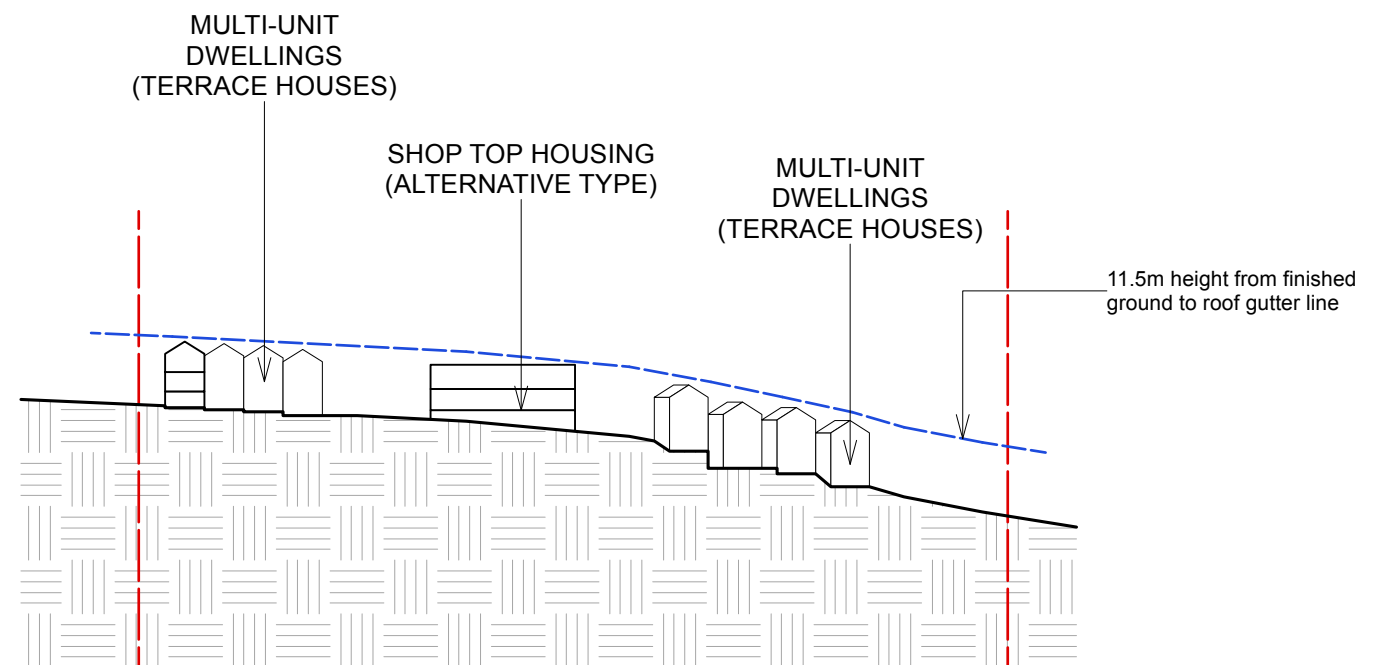 MULTI-UNIT
DWELLINGS
(TERRACE HOUSES)
SHOP TOP HOUSING
(ALTERNATIVE TYPE)
MULTI-UNIT
DWELLINGS
(TERRACE HOUSES)
11.5m height from finished
ground to roof gutter line